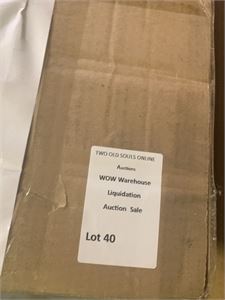 TWO OLD SOULS ONLINE
Auctions
WOW Warehouse
Liquidation
Auction Sale
Lot 40